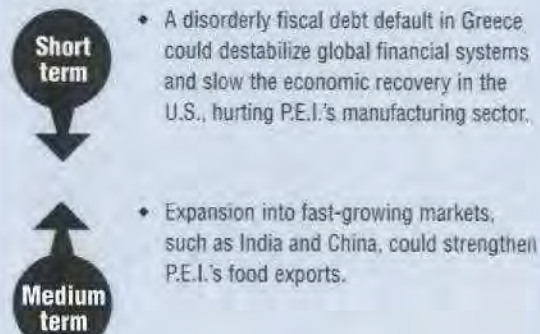 Short
term
• A disorderly fiscal debt default in Greece
could destabilize global financial systems
and slow the economic recovery in the
U.S., hurting P.E.I.'s manufacturing sector.
• Expansion into fast-growing markets,
such as India and China, could strengthen
P.E.I.'s food exports.
Medium
term